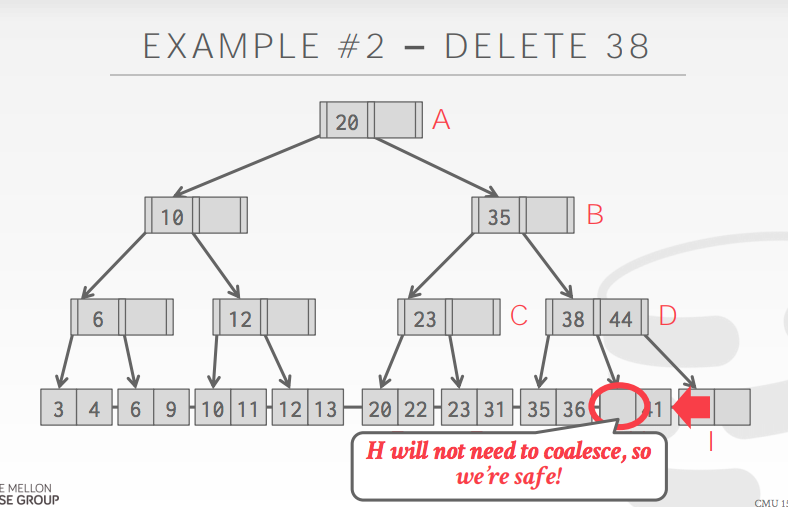 EXAMPLE #2 – DELETE 38
20 A
10 35 B
6 12 23 C 38 44 D
3 4 6 9 10 11 12 13 20 22 23 31 35 36 41
I
H will not need to coalesce, so
we're safe!
E MELLON
SE GROUP
CMU 15